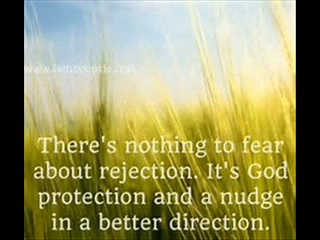 There's nothing to fear
about rejection. It's God
protection and a nudge
in a better direction.